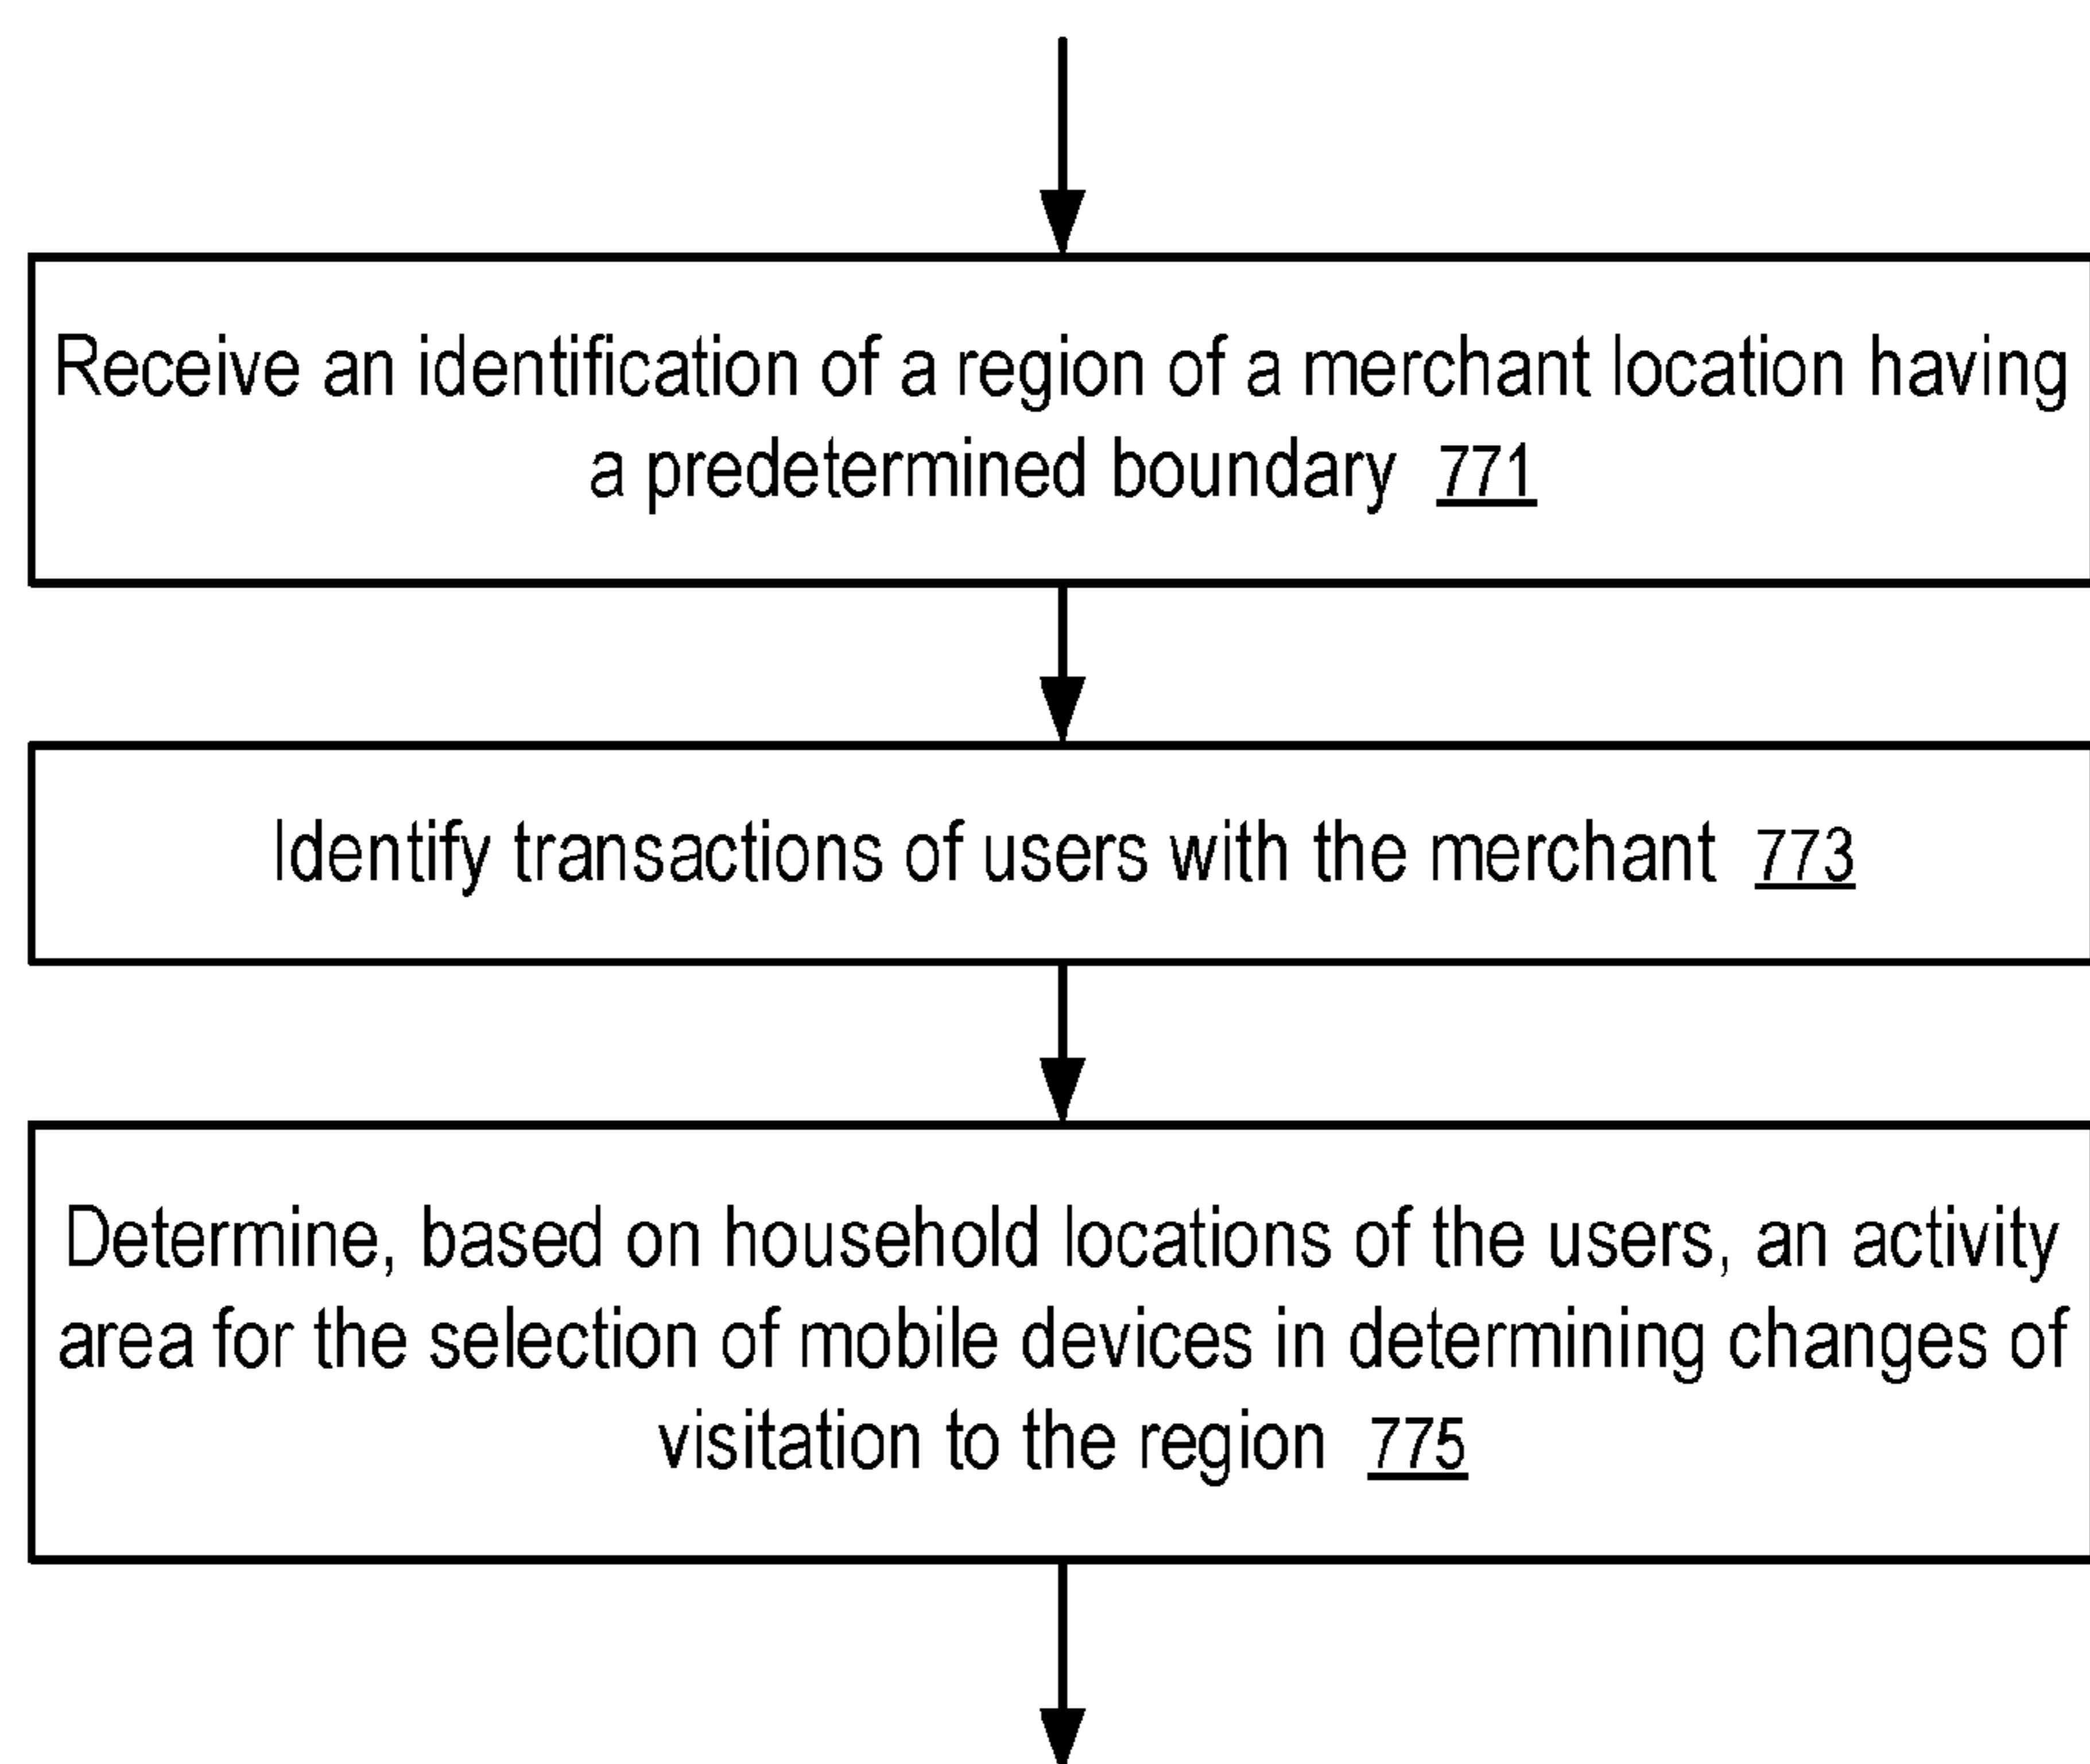 Receive an identification of a region of a merchant location having
a predetermined boundary 771
Identify transactions of users with the merchant 773
Determine, based on household locations of the users, an activity
area for the selection of mobile devices in determining changes of
visitation to the region 775